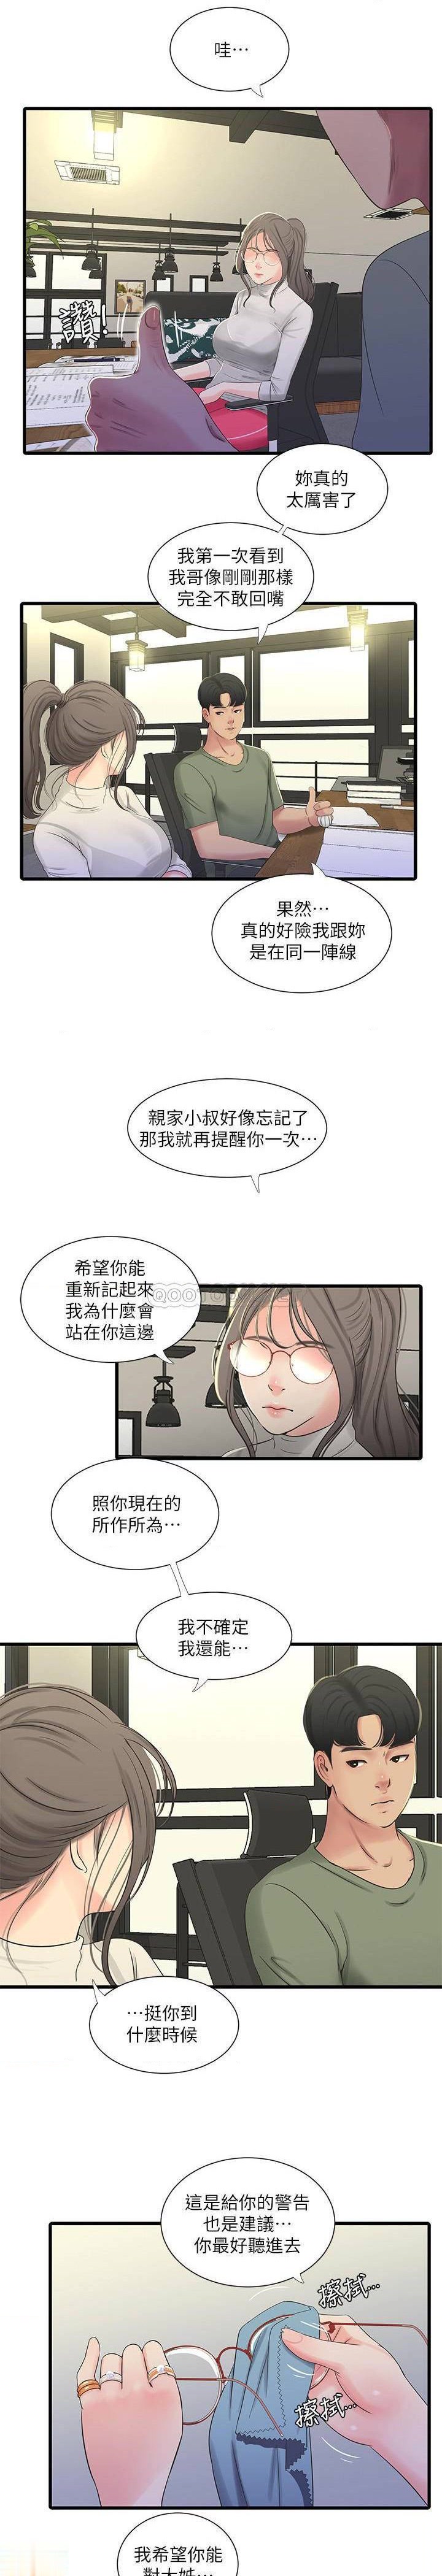 哇⋯
讚!
妳真的
太厲害了
我第一次看到
我哥像剛剛那樣
完全不敢回嘴
果然⋯
真的好險我跟妳
是在同一陣線
親家小叔好像忘記了
那我就再提醒你一次⋯
希望你能
重新記起來
我為什麼會
站在你這邊
照你現在的
所作所為⋯
我不確定
我還能⋯
⋯挺你到
什麼時候
這是給你的警告
也是建議⋯
你最好聽進去
擦拭⋯
擦拭⋯
我希望你能
對大姊⋯